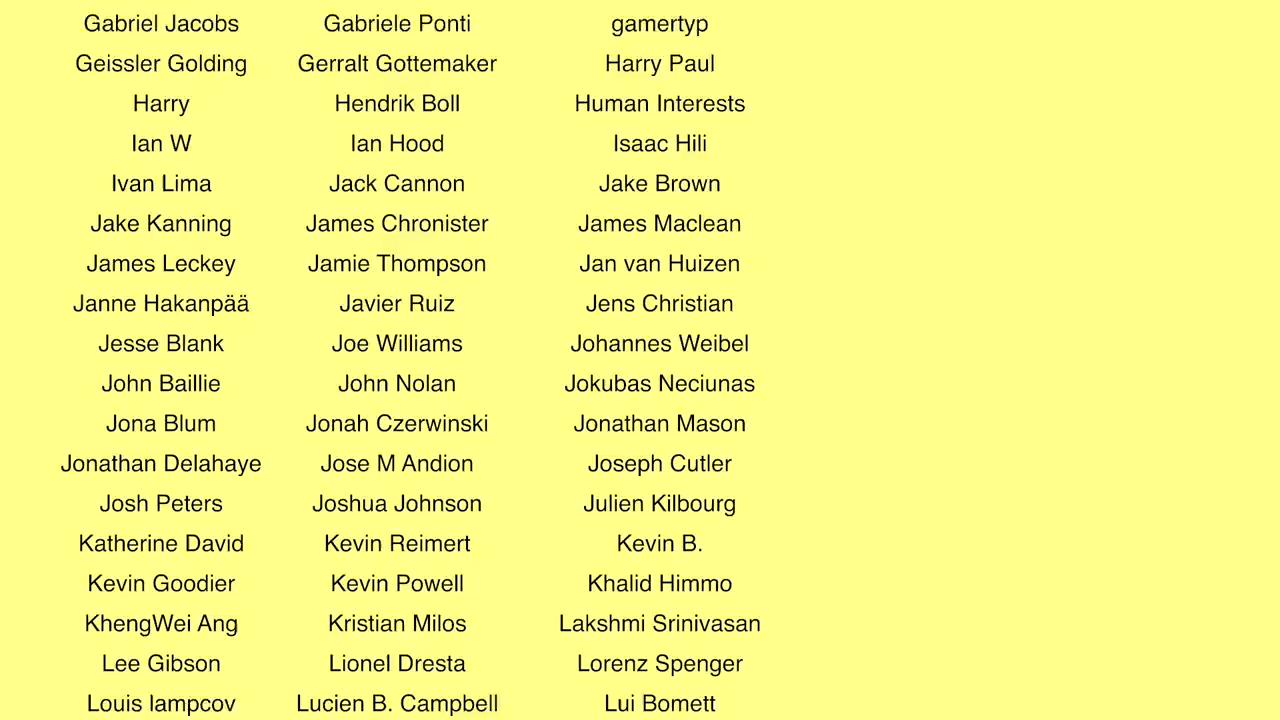 Gabriel Jacobs Gabriele Ponti gamertyp
Geissler Golding Gerralt Gottemaker Harry Paul
Harry Hendrik Boll Human Interests
Ian W Ian Hood Isaac Hili
Ivan Lima Jack Cannon Jake Brown
Jake Kanning James Chronister James Maclean
James Leckey Jamie Thompson Jan van Huizen
Janne Hakanpää Javier Ruiz Jens Christian
Jesse Blank Joe Williams Johannes Weibel
John Baillie John Nolan Jokubas Neciunas
Jona Blum Jonah Czerwinski Jonathan Mason
Jonathan Delahaye Jose M Andion Joseph Cutler
Josh Peters Joshua Johnson Julien Kilbourg
Katherine David Kevin Reimert Kevin B.
Kevin Goodier Kevin Powell Khalid Himmo
KhengWei Ang Kristian Milos Lakshmi Srinivasan
Lee Gibson Lionel Dresta Lorenz Spenger
Louis Iampcov Lucien B. Campbell Lui Bomett